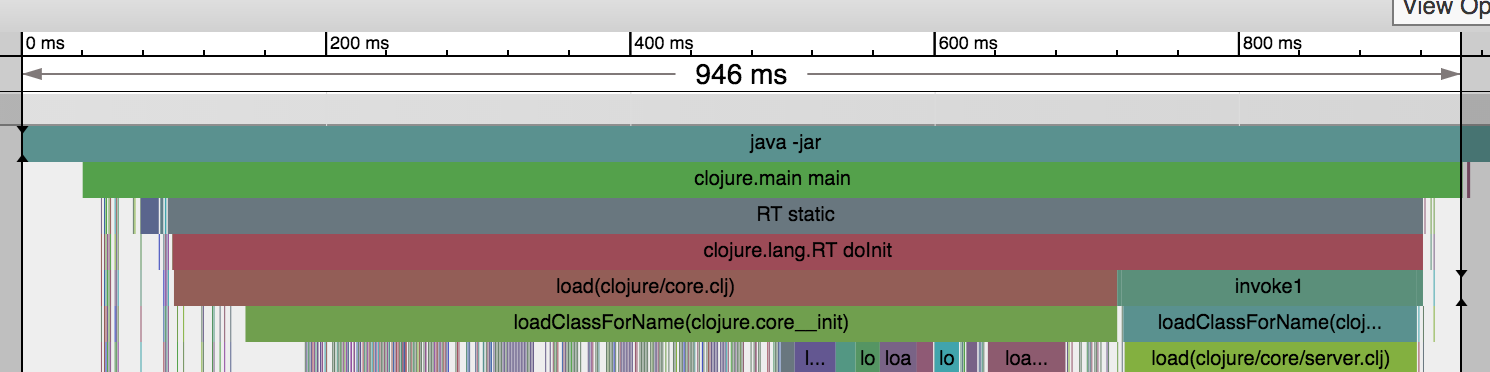 View Op
0 ms 200 ms 400 ms 600 ms 800 ms
946 ms
java -jar
clojure.main main
RT static
clojure.lang.RT doInit
load(clojure/core.clj) invoke1
loadClassForName(clojure.core__init) loadClassForName(cloj...
l... lo loa lo loa... load(clojure/core/server.clj)